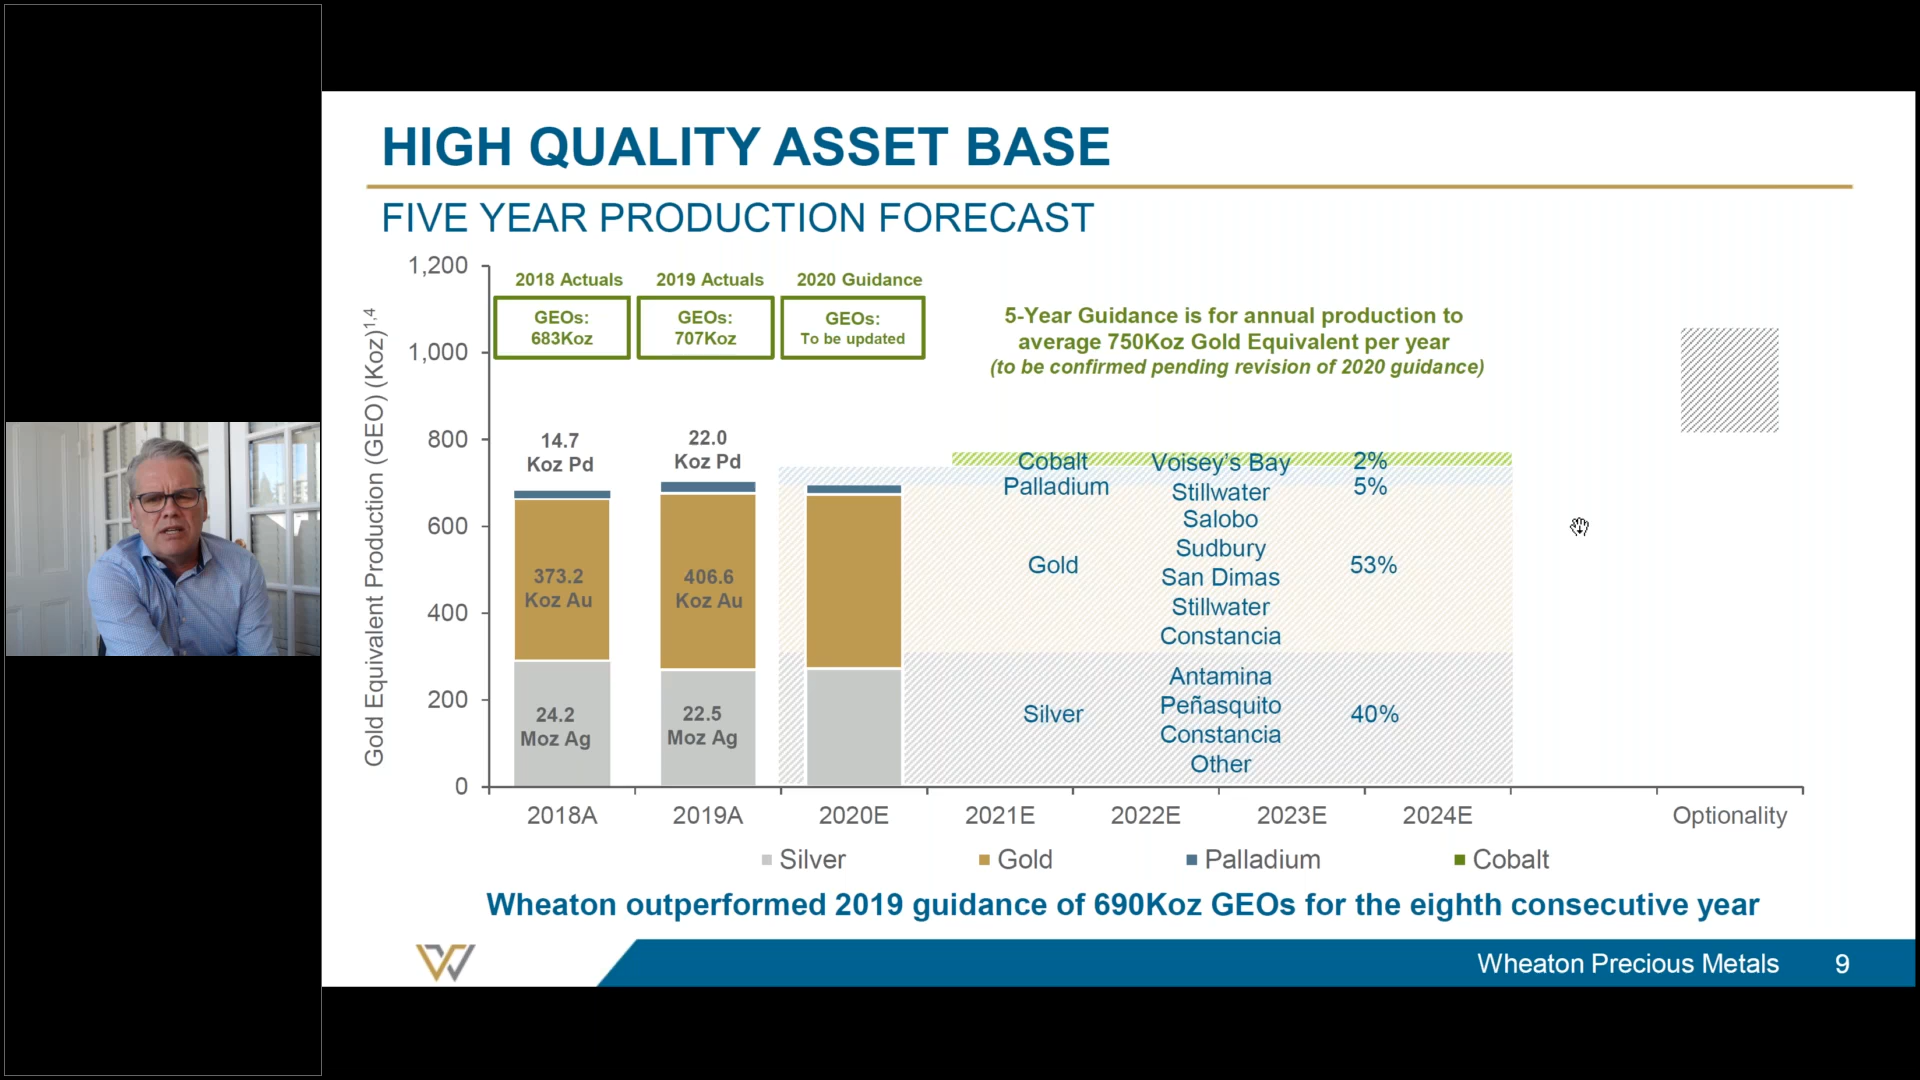 HIGH QUALITY ASSET BASE
FIVE YEAR PRODUCTION FORECAST
Gold Equivalent Production (GEO) (Koz)1,4
1,200
1,000
800
600
400
200
0
2018 Actuals
GEOs:
683Koz
2019 Actuals
GEOs:
707Koz
2020 Guidance
GEOs:
To be updated
5-Year Guidance is for annual production to
average 750Koz Gold Equivalent per year
(to be confirmed pending revision of 2020 guidance)
14.7
Koz Pd
22.0
Koz Pd
373.2
Koz Au
406.6
Koz Au
24.2
Moz Ag
22.5
Moz Ag
Cobalt Voisey's Bay 2%
Palladium Stillwater 5%
Salobo
Sudbury
Gold San Dimas 53%
Stillwater
Constancia
Antamina
Peñasquito
Silver Constancia 40%
Other
2018A 2019A 2020E 2021E 2022E 2023E 2024E Optionality
Silver Gold Palladium Cobalt
Wheaton outperformed 2019 guidance of 690Koz GEOs for the eighth consecutive year
Wheaton Precious Metals 9